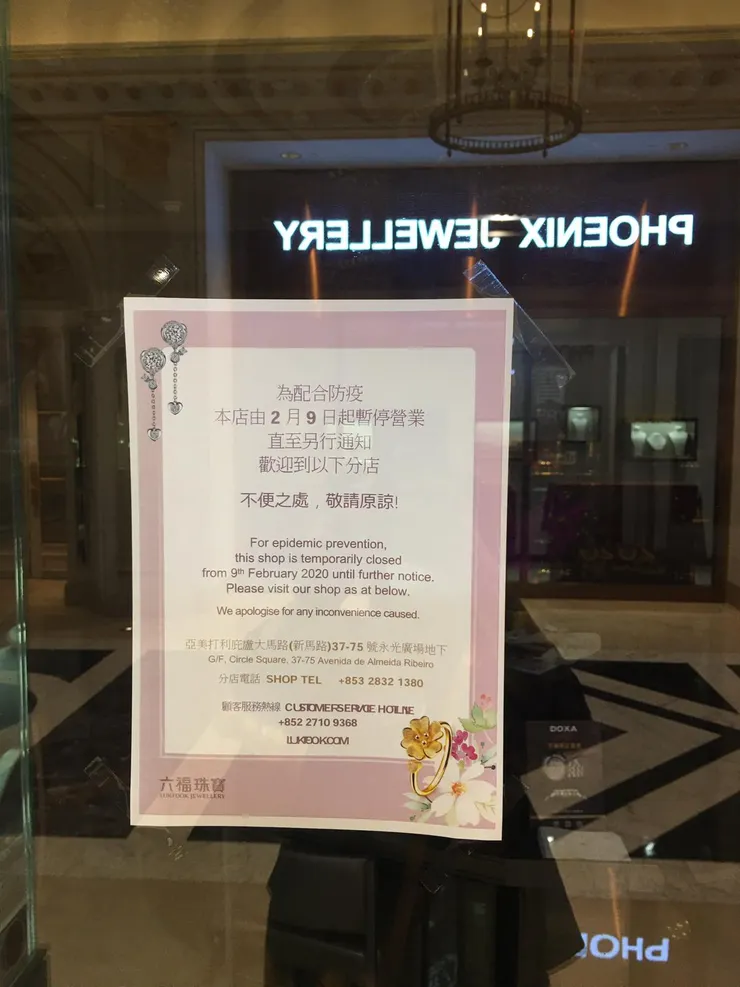 PHOENIX JEWELLERY
為配合防疫
本店由 2 月 9 日起暫停營業
直至另行通知
歡迎到以下分店
不便之處，敬請原諒!
For epidemic prevention,
this shop is temporarily closed
from 9th February 2020 until further notice.
Please visit our shop as at below.
We apologise for any inconvenience caused.
亞美打利庇盧大馬路(新馬路)37-75 號永光廣場地下
G/F, Circle Square, 37-75 Avenida de Almeida Ribeiro
分店電話 SHOP TEL +853 2832 1380
顧客服務熱線 CUSTOMER SERVICE HOTLINE
+852 2710 9368
LUKFOOK.COM
六福珠寶
LUKFOOK JEWELLERY
DOXA
PHO